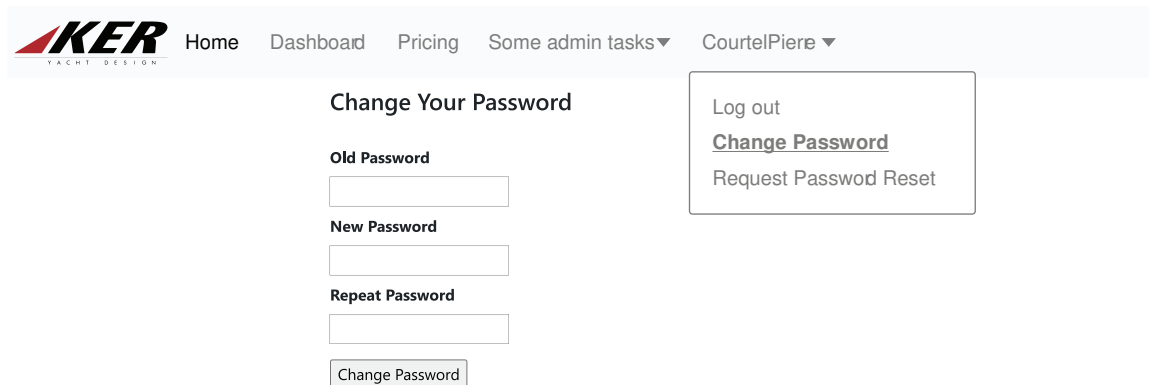 KER
YACHT DESIGN
Home Dashboard Pricing Some admin tasks CourtelPierre
Log out
Change Password
Request Password Reset
Change Your Password
Old Password
New Password
Repeat Password
Change Password